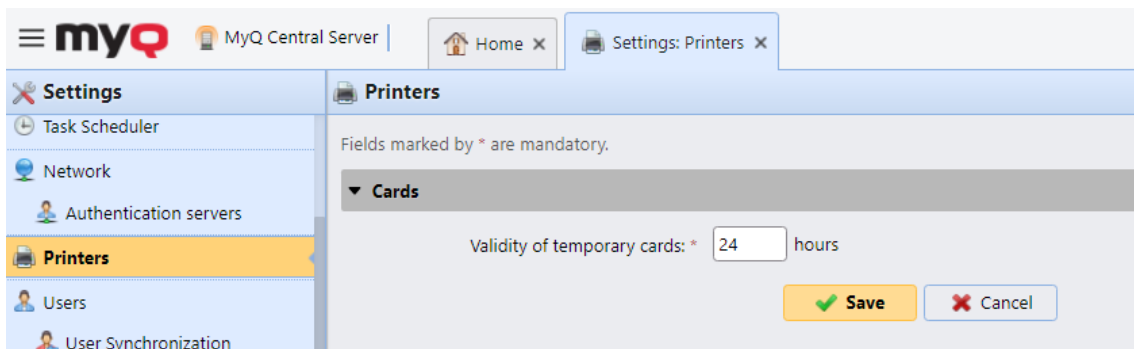 myQ MyQ Central Server Home Settings: Printers
Settings
Task Scheduler
Network
Authentication servers
Printers
Users
User Synchronization
Printers
Fields marked by * are mandatory.
Cards
Validity of temporary cards: * 24 hours
Save Cancel